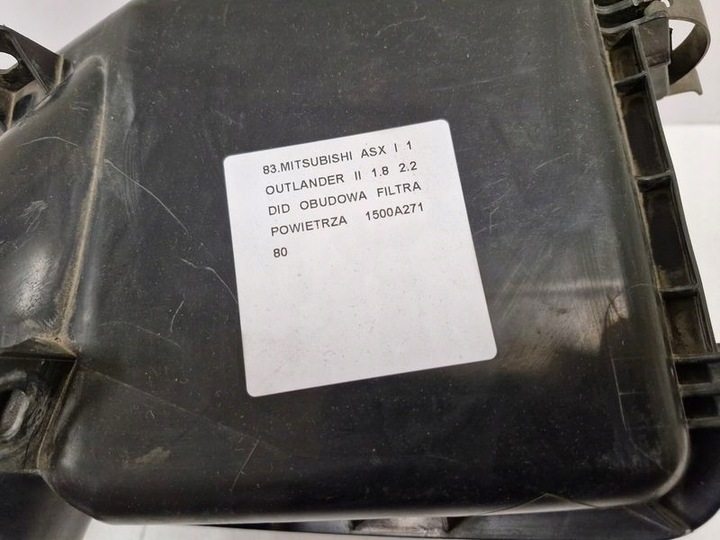 83.MITSUBISHI ASX I 1
OUTLANDER II 1.8 2.2
DID OBUDOWA FILTRA
POWIETRZA 1500A271
80